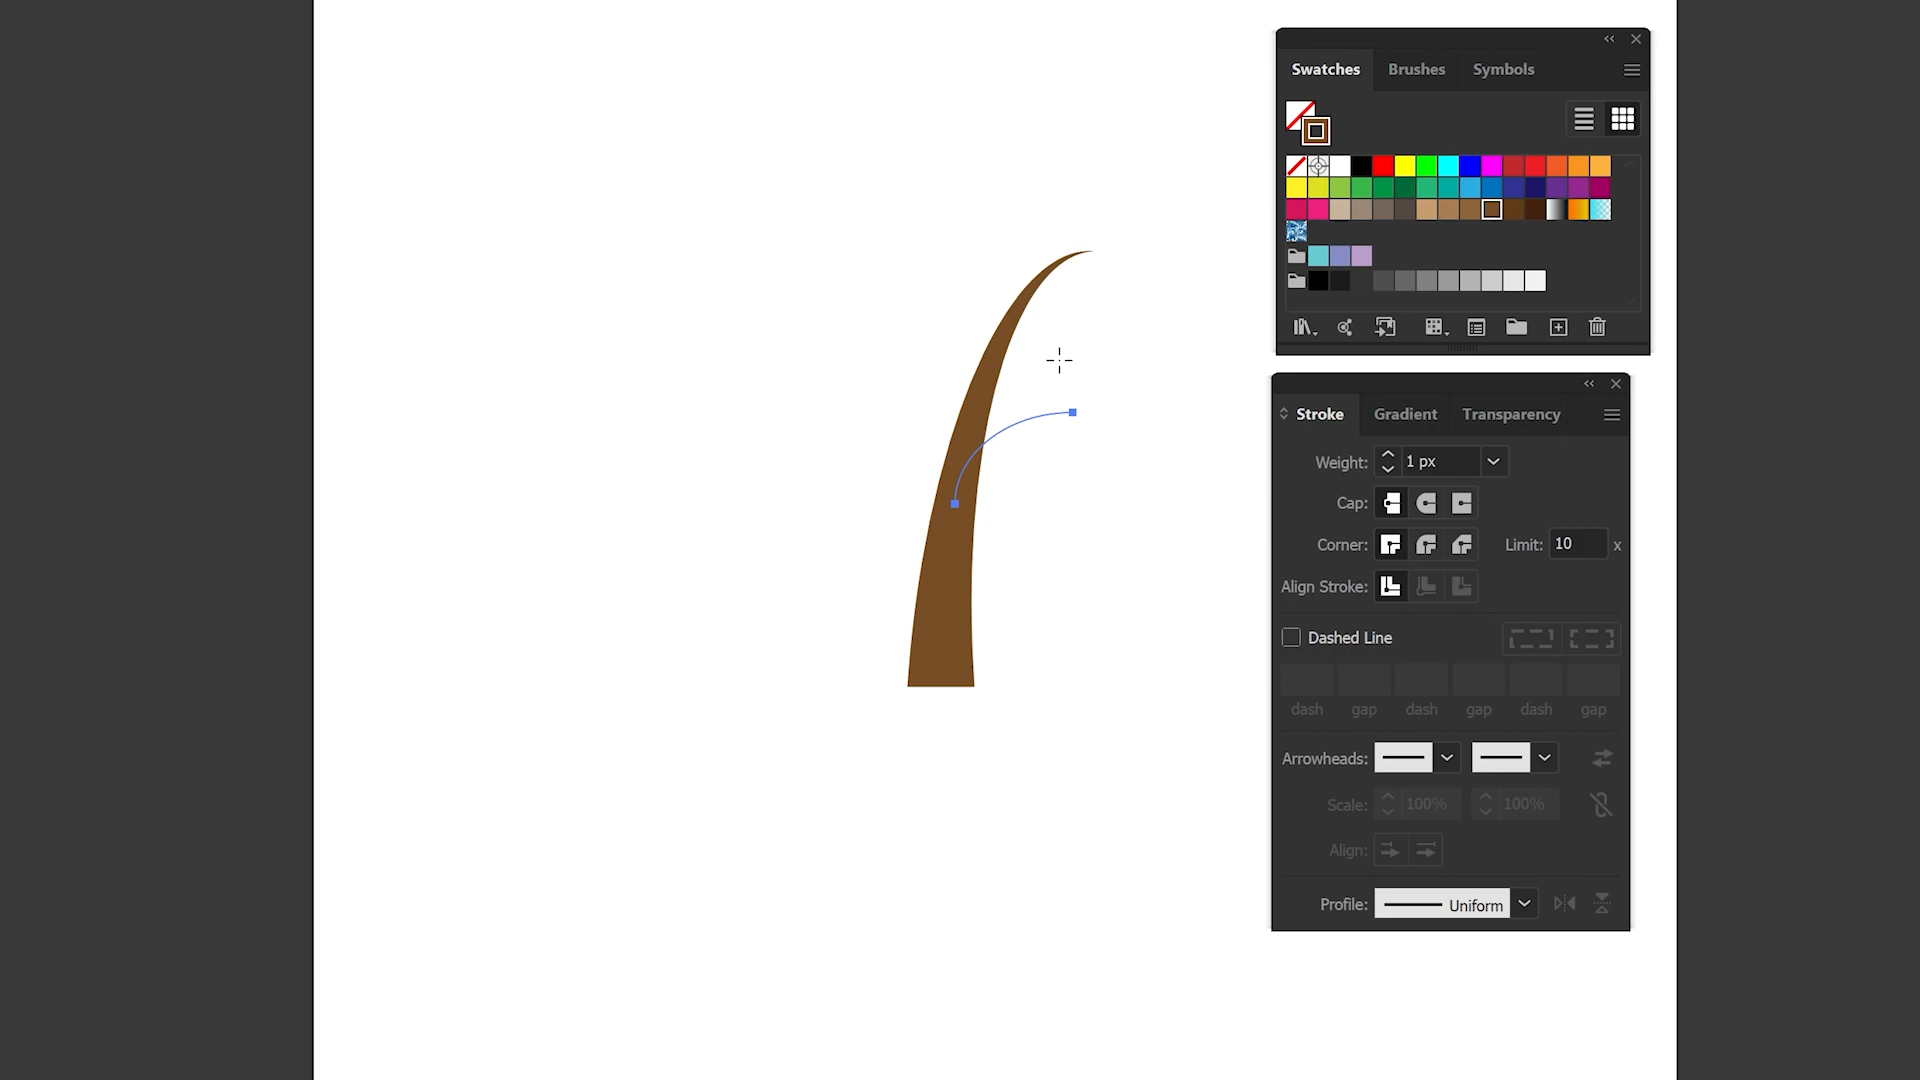 Swatches Brushes Symbols
Stroke Gradient Transparency
Weight: 1 px
Cap:
Corner: Limit: 10 x
Align Stroke:
Dashed Line
dash gap dash gap dash gap
Arrowheads:
Scale: 100% 100%
Align:
Profile: Uniform